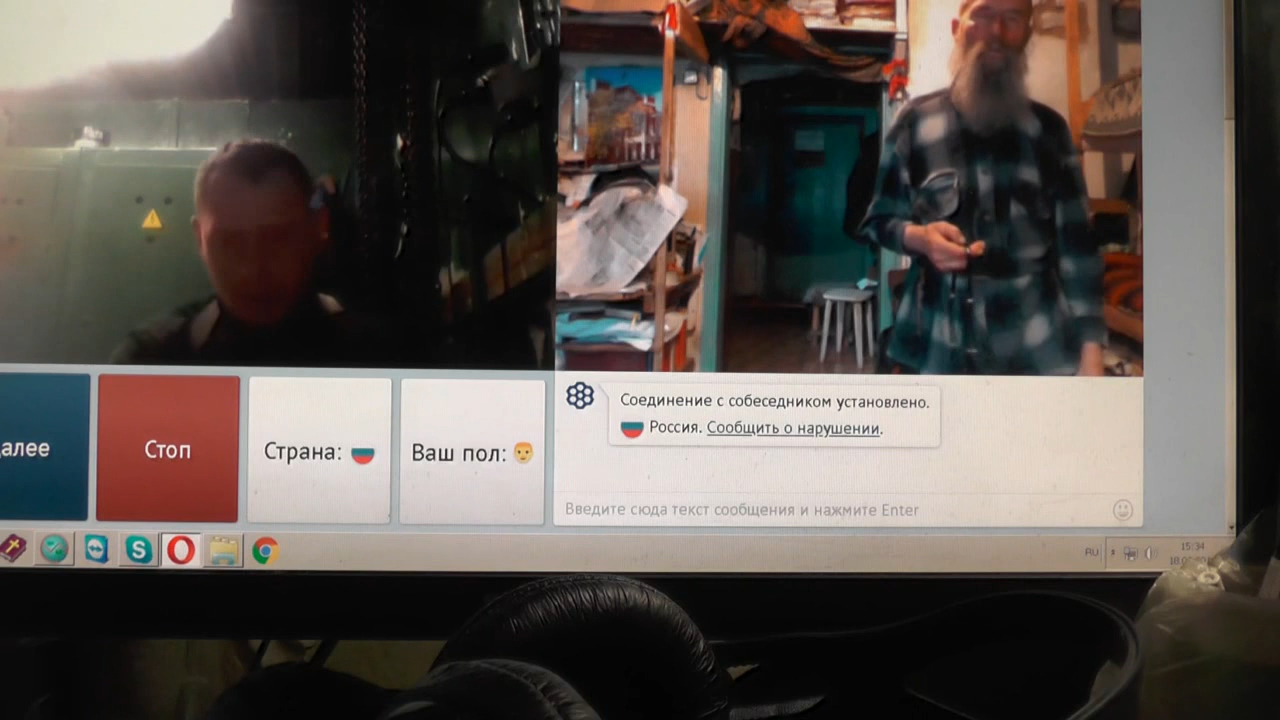 алее
Стоп
Страна:
Ваш пол:
Соединение с собеседником установлено.
Россия. Сообщить о нарушении.
Введите сюда текст сообщения и нажмите Enter
RU
15:34